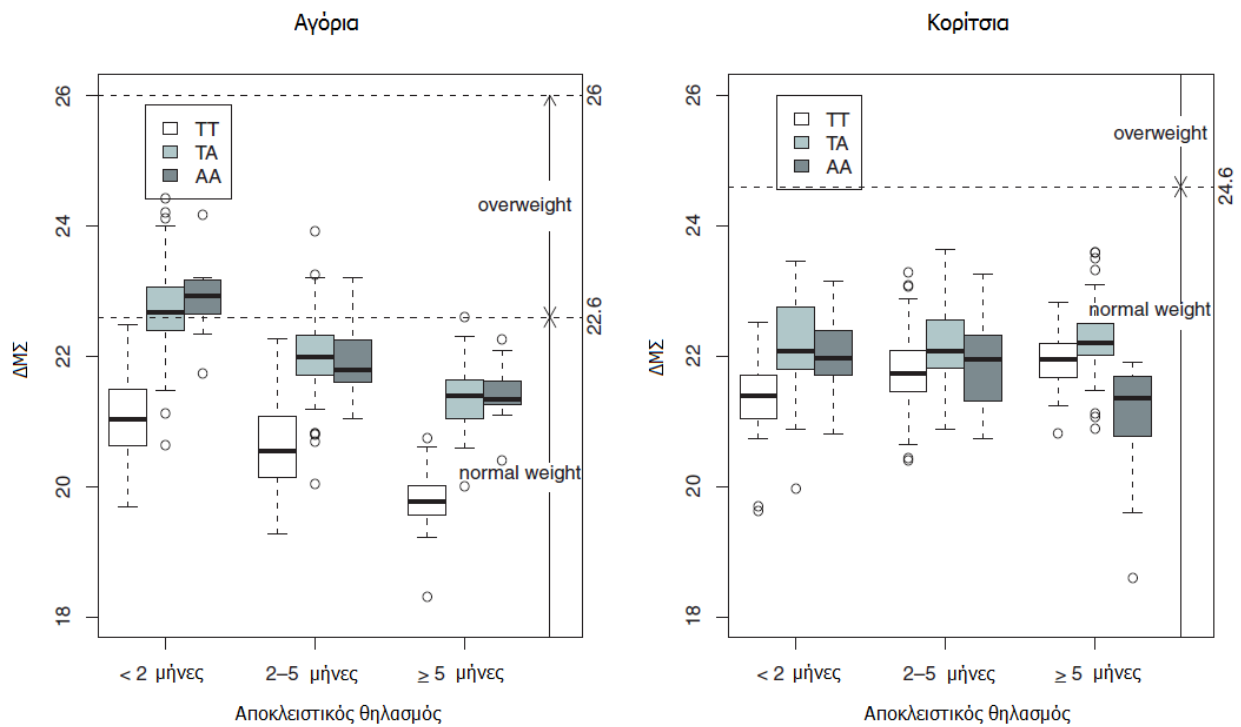 Αγόρια
ΔΜΣ
26
24
22
20
18
TT
TA
AA
26
overweight
22.6
normal weight
< 2 μήνες
2–5 μήνες
≥ 5 μήνες
Αποκλειστικός θηλασμός
Κορίτσια
ΔΜΣ
26
24
22
20
18
TT
TA
AA
overweight
24.6
normal weight
< 2 μήνες
2–5 μήνες
≥ 5 μήνες
Αποκλειστικός θηλασμός